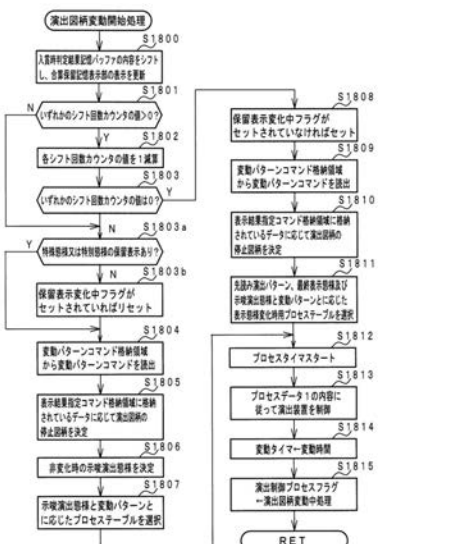 演出図柄変動開始処理
S1800
入賞時判定結果記憶バッファの内容をシフト
し、合算保留記憶表示部の表示を更新
S1801
いずれかのシフト回数カウンタの値>0?
N
Y
S1802
各シフト回数カウンタの値を1減算
S1803
いずれかのシフト回数カウンタの値は0?
Y
N
S1803a
特殊態様又は特別態様の保留表示あり?
Y
N
S1803b
保留表示変化中フラグが
セットされていればリセット
S1804
変動パターンコマンド格納領域
から変動パターンコマンドを読出
S1805
表示結果指定コマンド格納領域に格納
されているデータに応じて演出図柄の
停止図柄を決定
S1806
非変化時の示唆演出態様を決定
S1807
示唆演出態様と変動パターンと
に応じたプロセステーブルを選択
S1808
保留表示変化中フラグが
セットされていなければセット
S1809
変動パターンコマンド格納領域
から変動パターンコマンドを読出
S1810
表示結果指定コマンド格納領域に格納
されているデータに応じて演出図柄の
停止図柄を決定
S1811
先読み演出パターン、最終表示態様及び
示唆演出態様と変動パターンとに応じた
表示態様変化時用プロセステーブルを選択
S1812
プロセスタイマスタート
S1813
プロセスデータ1の内容に
従って演出装置を制御
S1814
変動タイマ←変動時間
S1815
演出制御プロセスフラグ
←演出図柄変動中処理
RET